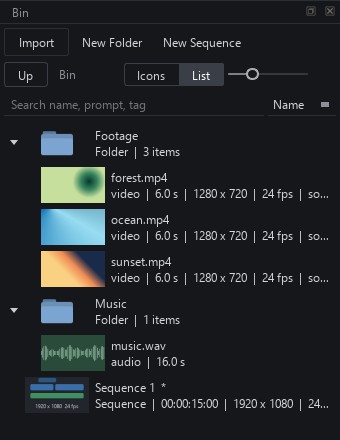 Bin
Import New Folder New Sequence
Up Bin Icons List
Search name, prompt, tag Name
Footage
Folder | 3 items
forest.mp4
video | 6.0 s | 1280 x 720 | 24 fps | so...
ocean.mp4
video | 6.0 s | 1280 x 720 | 24 fps | so...
sunset.mp4
video | 6.0 s | 1280 x 720 | 24 fps | so...
Music
Folder | 1 items
music.wav
audio | 16.0 s
Sequence 1 *
1920 x 1080 24 fps
Sequence | 00:00:15:00 | 1920 x 1080 | 24...